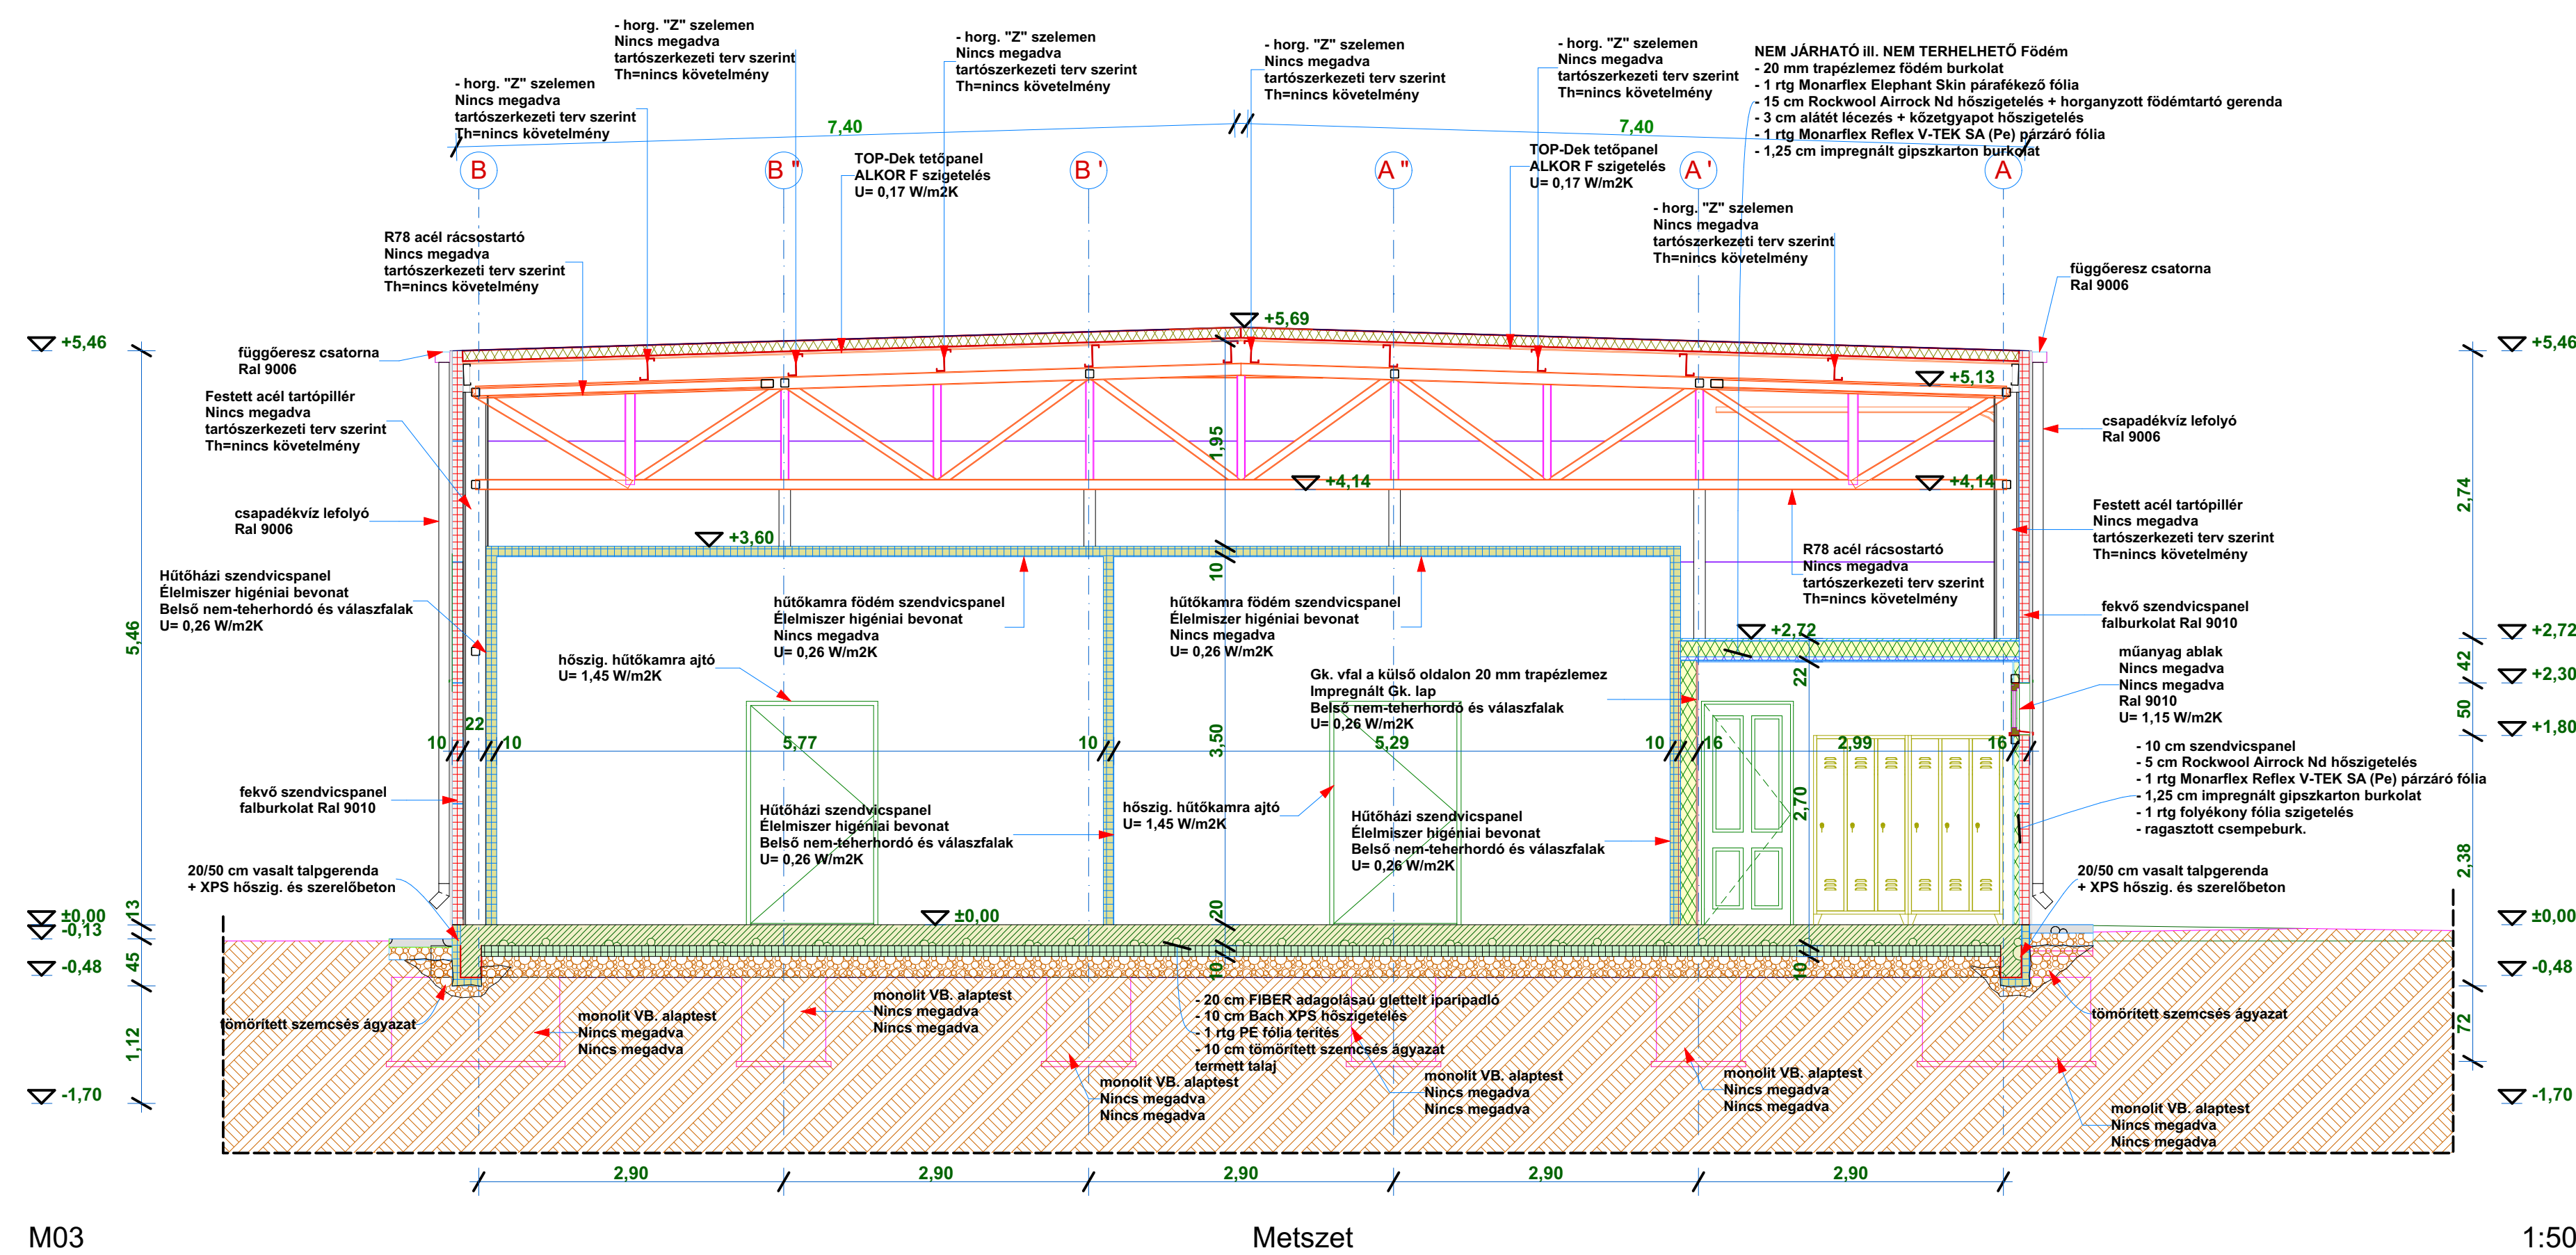 - horg. "Z" szelemen
Nincs megadva
tartószerkezeti terv szerint
Th=nincs követelmény
- horg. "Z" szelemen
Nincs megadva
tartószerkezeti terv szerint
Th=nincs követelmény
- horg. "Z" szelemen
Nincs megadva
tartószerkezeti terv szerint
Th=nincs követelmény
- horg. "Z" szelemen
Nincs megadva
tartószerkezeti terv szerint
Th=nincs követelmény
- horg. "Z" szelemen
Nincs megadva
tartószerkezeti terv szerint
Th=nincs követelmény
NEM JÁRHATÓ ill. NEM TERHELHETŐ Födém
- 20 mm trapézlemez födém burkolat
- 1 rtg Monarflex Elephant Skin párafékező fólia
- 15 cm Rockwool Airrock Nd hőszigetelés + horganyzott födémtartó gerenda
- 3 cm alátét lécezés + kőzetgyapot hőszigetelés
- 1 rtg Monarflex Reflex V-TEK SA (Pe) párzáró fólia
- 1,25 cm impregnált gipszkarton burkolat
7,40
7,40
B
B "
B '
A "
A '
A
TOP-Dek tetőpanel
ALKOR F szigetelés
U= 0,17 W/m2K
TOP-Dek tetőpanel
ALKOR F szigetelés
U= 0,17 W/m2K
- horg. "Z" szelemen
Nincs megadva
tartószerkezeti terv szerint
Th=nincs követelmény
R78 acél rácsostartó
Nincs megadva
tartószerkezeti terv szerint
Th=nincs követelmény
függőeresz csatorna
Ral 9006
+5,69
+5,46
+5,46
függőeresz csatorna
Ral 9006
+5,13
Festett acél tartópillér
Nincs megadva
tartószerkezeti terv szerint
Th=nincs követelmény
csapadékvíz lefolyó
Ral 9006
1,95
+4,14
+4,14
2,74
csapadékvíz lefolyó
Ral 9006
Festett acél tartópillér
Nincs megadva
tartószerkezeti terv szerint
Th=nincs követelmény
+3,60
R78 acél rácsostartó
Nincs megadva
tartószerkezeti terv szerint
Th=nincs követelmény
10
Hűtőházi szendvicspanel
Élelmiszer higéniai bevonat
Belső nem-teherhordó és válaszfalak
U= 0,26 W/m2K
hűtőkamra födém szendvicspanel
Élelmiszer higéniai bevonat
Nincs megadva
U= 0,26 W/m2K
hűtőkamra födém szendvicspanel
Élelmiszer higéniai bevonat
Nincs megadva
U= 0,26 W/m2K
fekvő szendvicspanel
falburkolat Ral 9010
5,46
+2,72
+2,72
42
+2,30
22
50
+1,80
hőszig. hűtőkamra ajtó
U= 1,45 W/m2K
Gk. vfal a külső oldalon 20 mm trapézlemez
Impregnált Gk. lap
Belső nem-teherhordó és válaszfalak
U= 0,26 W/m2K
műanyag ablak
Nincs megadva
Nincs megadva
Ral 9010
U= 1,15 W/m2K
10
22
10
5,77
10
3,50
5,29
10
16
2,99
16
- 10 cm szendvicspanel
- 5 cm Rockwool Airrock Nd hőszigetelés
- 1 rtg Monarflex Reflex V-TEK SA (Pe) párzáró fólia
- 1,25 cm impregnált gipszkarton burkolat
- 1 rtg folyékony fólia szigetelés
- ragasztott csempeburk.
fekvő szendvicspanel
falburkolat Ral 9010
Hűtőházi szendvicspanel
Élelmiszer higéniai bevonat
Belső nem-teherhordó és válaszfalak
U= 0,26 W/m2K
hőszig. hűtőkamra ajtó
U= 1,45 W/m2K
Hűtőházi szendvicspanel
Élelmiszer higéniai bevonat
Belső nem-teherhordó és válaszfalak
U= 0,26 W/m2K
2,70
2,38
20/50 cm vasalt talpgerenda
+ XPS hőszig. és szerelőbeton
20/50 cm vasalt talpgerenda
+ XPS hőszig. és szerelőbeton
±0,00
-0,13
13
±0,00
20
±0,00
-0,48
45
10
10
-0,48
tömörített szemcsés ágyazat
monolit VB. alaptest
Nincs megadva
Nincs megadva
monolit VB. alaptest
Nincs megadva
Nincs megadva
- 20 cm FIBER adagolásaú glettelt iparipadló
- 10 cm Bach XPS hőszigetelés
- 1 rtg PE fólia terítés
- 10 cm tömörített szemcsés ágyazat
termett talaj
tömörített szemcsés ágyazat
1,12
72
monolit VB. alaptest
Nincs megadva
Nincs megadva
monolit VB. alaptest
Nincs megadva
Nincs megadva
monolit VB. alaptest
Nincs megadva
Nincs megadva
monolit VB. alaptest
Nincs megadva
Nincs megadva
-1,70
-1,70
2,90
2,90
2,90
2,90
2,90
M03
Metszet
1:50